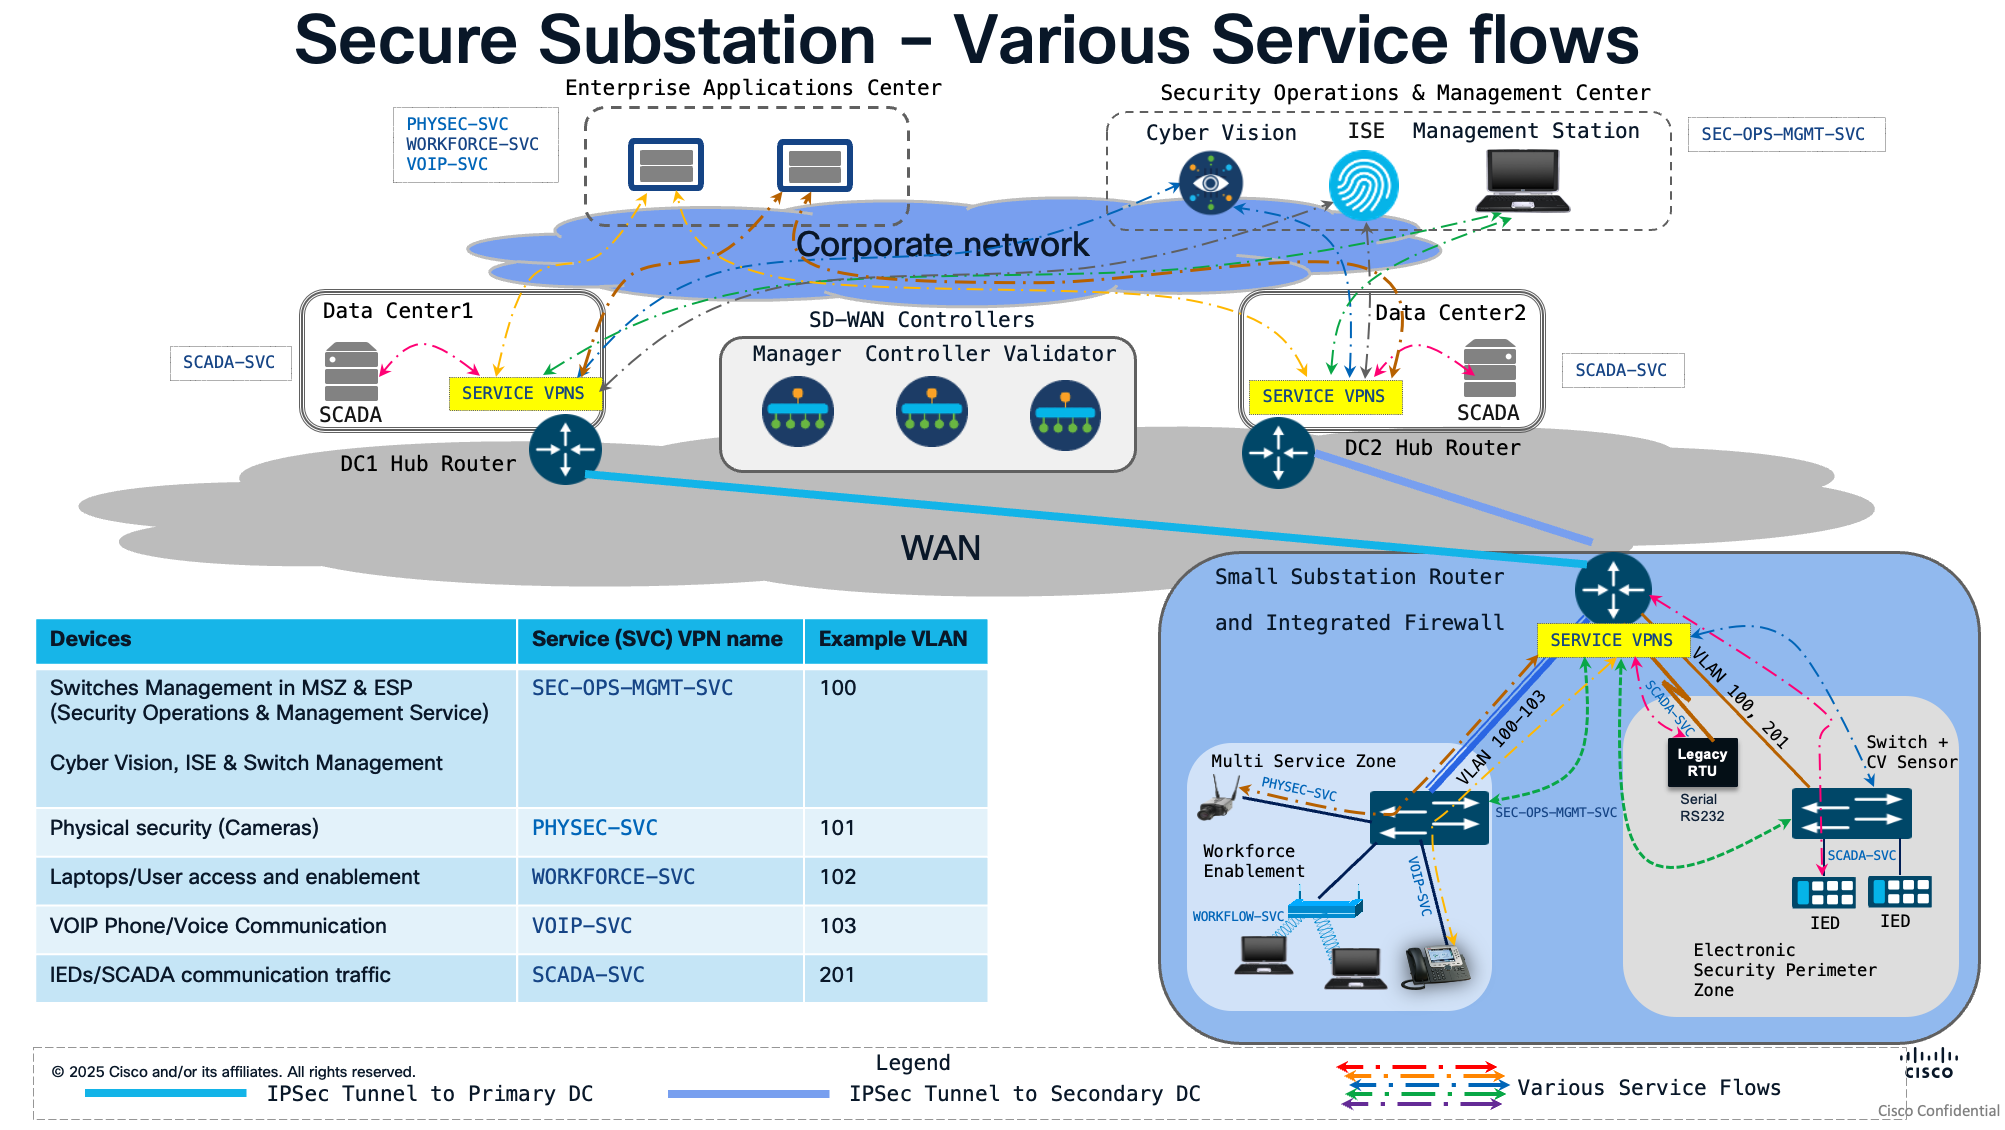 Secure Substation – Various Service flows
Enterprise Applications Center
Security Operations & Management Center
PHYSEC-SVC
WORKFORCE-SVC
VOIP-SVC
Cyber Vision
ISE
Management Station
SEC-OPS-MGMT-SVC
Corporate network
Data Center1
SCADA-SVC
SCADA
SERVICE VPNS
DC1 Hub Router
SD-WAN Controllers
Manager
Controller
Validator
Data Center2
SERVICE VPNS
SCADA
SCADA-SVC
DC2 Hub Router
WAN
Small Substation Router
and Integrated Firewall
SERVICE VPNS
VLAN 100-103
VLAN 100, 201
SCADA-SVC
Legacy
RTU
Serial
RS232
Switch +
CV Sensor
Multi Service Zone
PHYSEC-SVC
SEC-OPS-MGMT-SVC
Workforce
Enablement
VOIP-SVC
WORKFLOW-SVC
SCADA-SVC
IED
IED
Electronic
Security Perimeter
Zone
Devices
Service (SVC) VPN name
Example VLAN
Switches Management in MSZ & ESP
(Security Operations & Management Service)
Cyber Vision, ISE & Switch Management
SEC-OPS-MGMT-SVC
100
Physical security (Cameras)
PHYSEC-SVC
101
Laptops/User access and enablement
WORKFORCE-SVC
102
VOIP Phone/Voice Communication
VOIP-SVC
103
IEDs/SCADA communication traffic
SCADA-SVC
201
Legend
© 2025 Cisco and/or its affiliates. All rights reserved.
IPSec Tunnel to Primary DC
IPSec Tunnel to Secondary DC
Various Service Flows
CISCO
Cisco Confidential